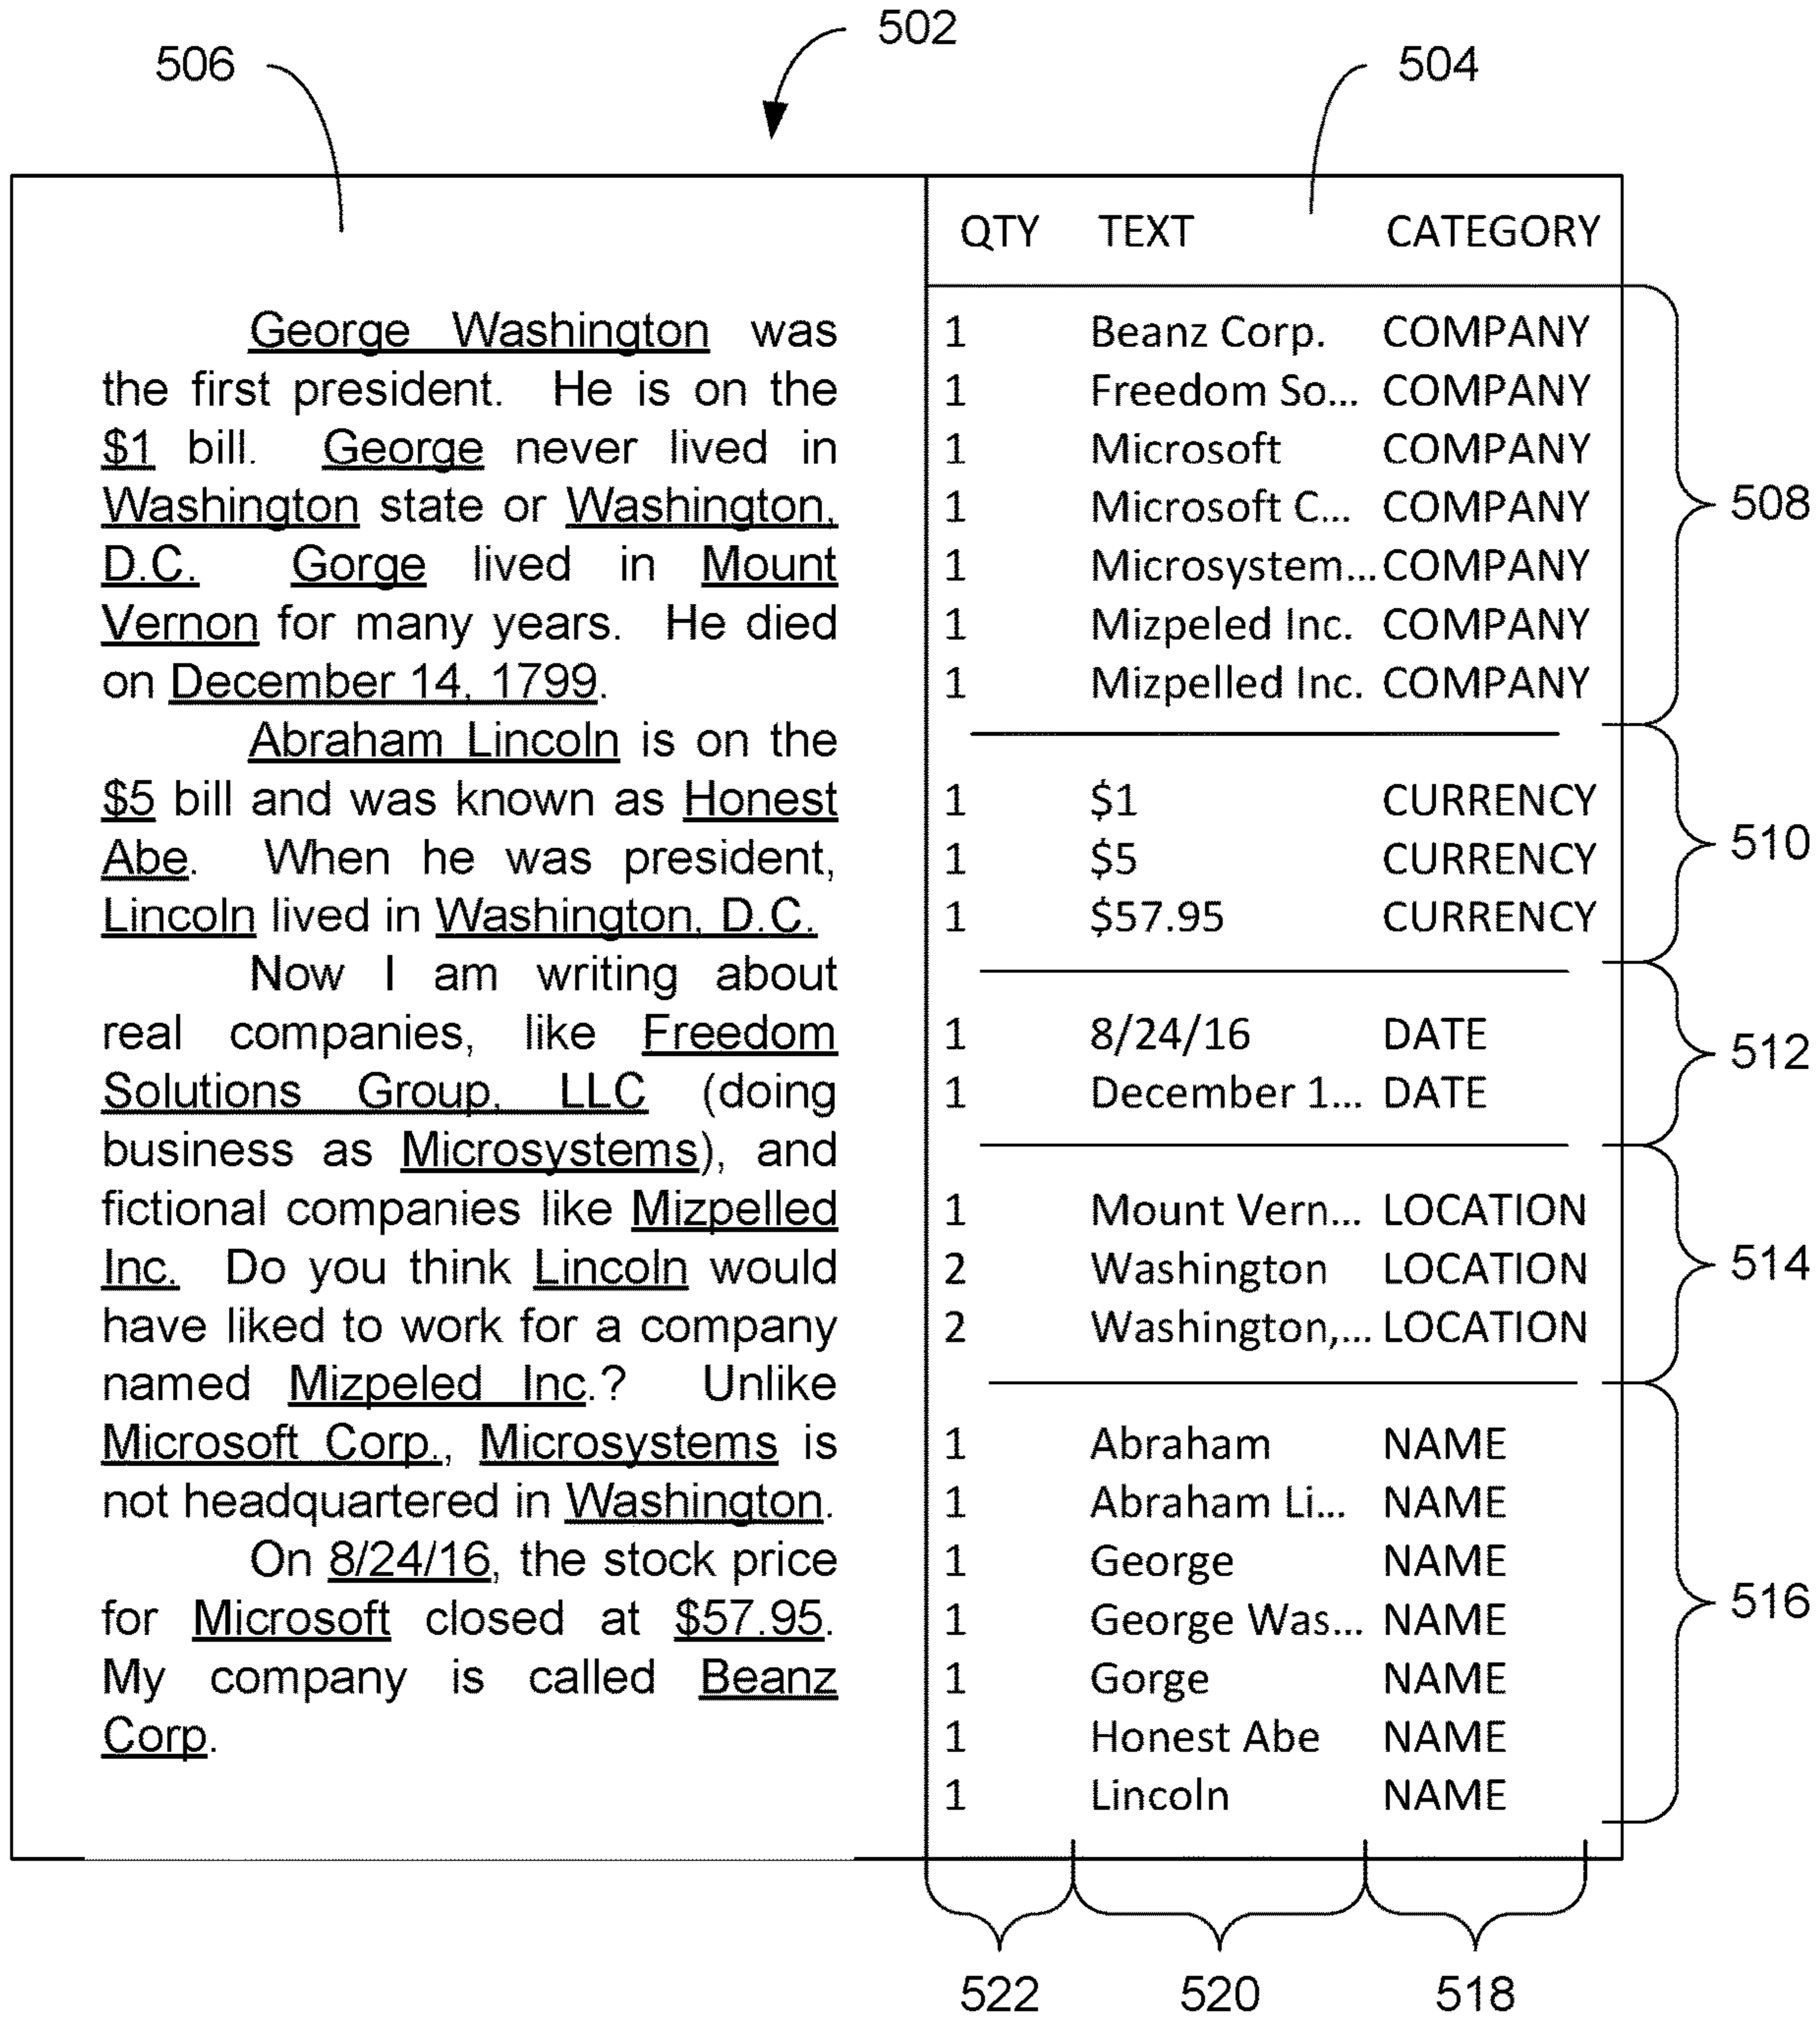 502
506
504
George Washington was
the first president. He is on the
$1 bill. George never lived in
Washington state or Washington,
D.C. Gorge lived in Mount
Vernon for many years. He died
on December 14, 1799.
Abraham Lincoln is on the
$5 bill and was known as Honest
Abe. When he was president,
Lincoln lived in Washington, D.C.
Now I am writing about
real companies, like Freedom
Solutions Group, LLC (doing
business as Microsystems), and
fictional companies like Mizpelled
Inc. Do you think Lincoln would
have liked to work for a company
named Mizpeled Inc.? Unlike
Microsoft Corp., Microsystems is
not headquartered in Washington.
On 8/24/16, the stock price
for Microsoft closed at $57.95.
My company is called Beanz
Corp.
QTY TEXT CATEGORY
1 Beanz Corp. COMPANY
1 Freedom So... COMPANY
1 Microsoft COMPANY
1 Microsoft C... COMPANY
1 Microsystem... COMPANY
1 Mizpeled Inc. COMPANY
1 Mizpelled Inc. COMPANY
508
1 $1 CURRENCY
1 $5 CURRENCY
1 $57.95 CURRENCY
510
1 8/24/16 DATE
1 December 1... DATE
512
1 Mount Vern... LOCATION
2 Washington LOCATION
2 Washington,... LOCATION
514
1 Abraham NAME
1 Abraham Li... NAME
1 George NAME
1 George Was... NAME
1 Gorge NAME
1 Honest Abe NAME
1 Lincoln NAME
516
522 520 518